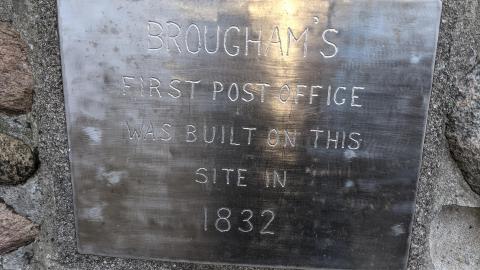 BROUGHAM'S
FIRST POST OFFICE
WAS BUILT ON THIS
SITE IN
1832